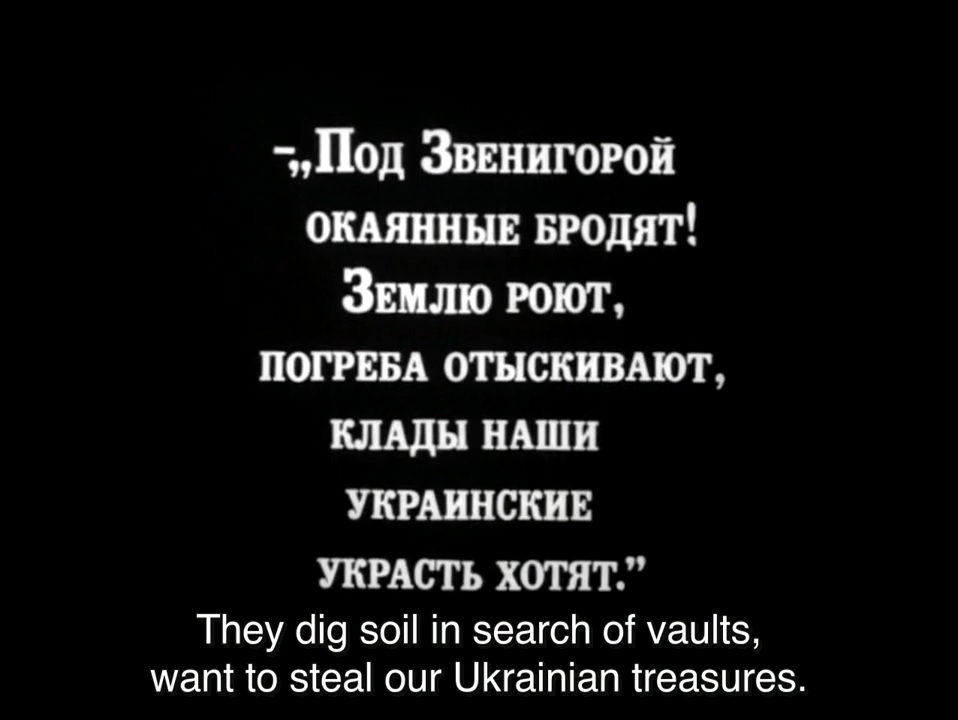 -„Под Звенигорой
окаянные бродят!
Землю роют,
погреба отыскивают,
клады наши
украинские
украсть хотят.”
They dig soil in search of vaults,
want to steal our Ukrainian treasures.